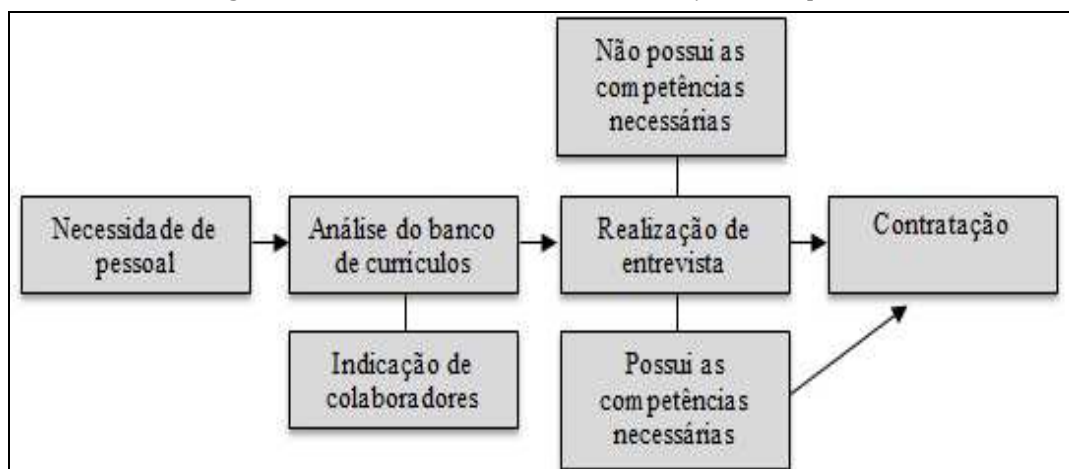 Não possui as
competências
necessárias
Necessidade de
pessoal
Análise do banco
de currículos
Realização de
entrevista
Contratação
Indicação de
colaboradores
Possui as
competências
necessárias